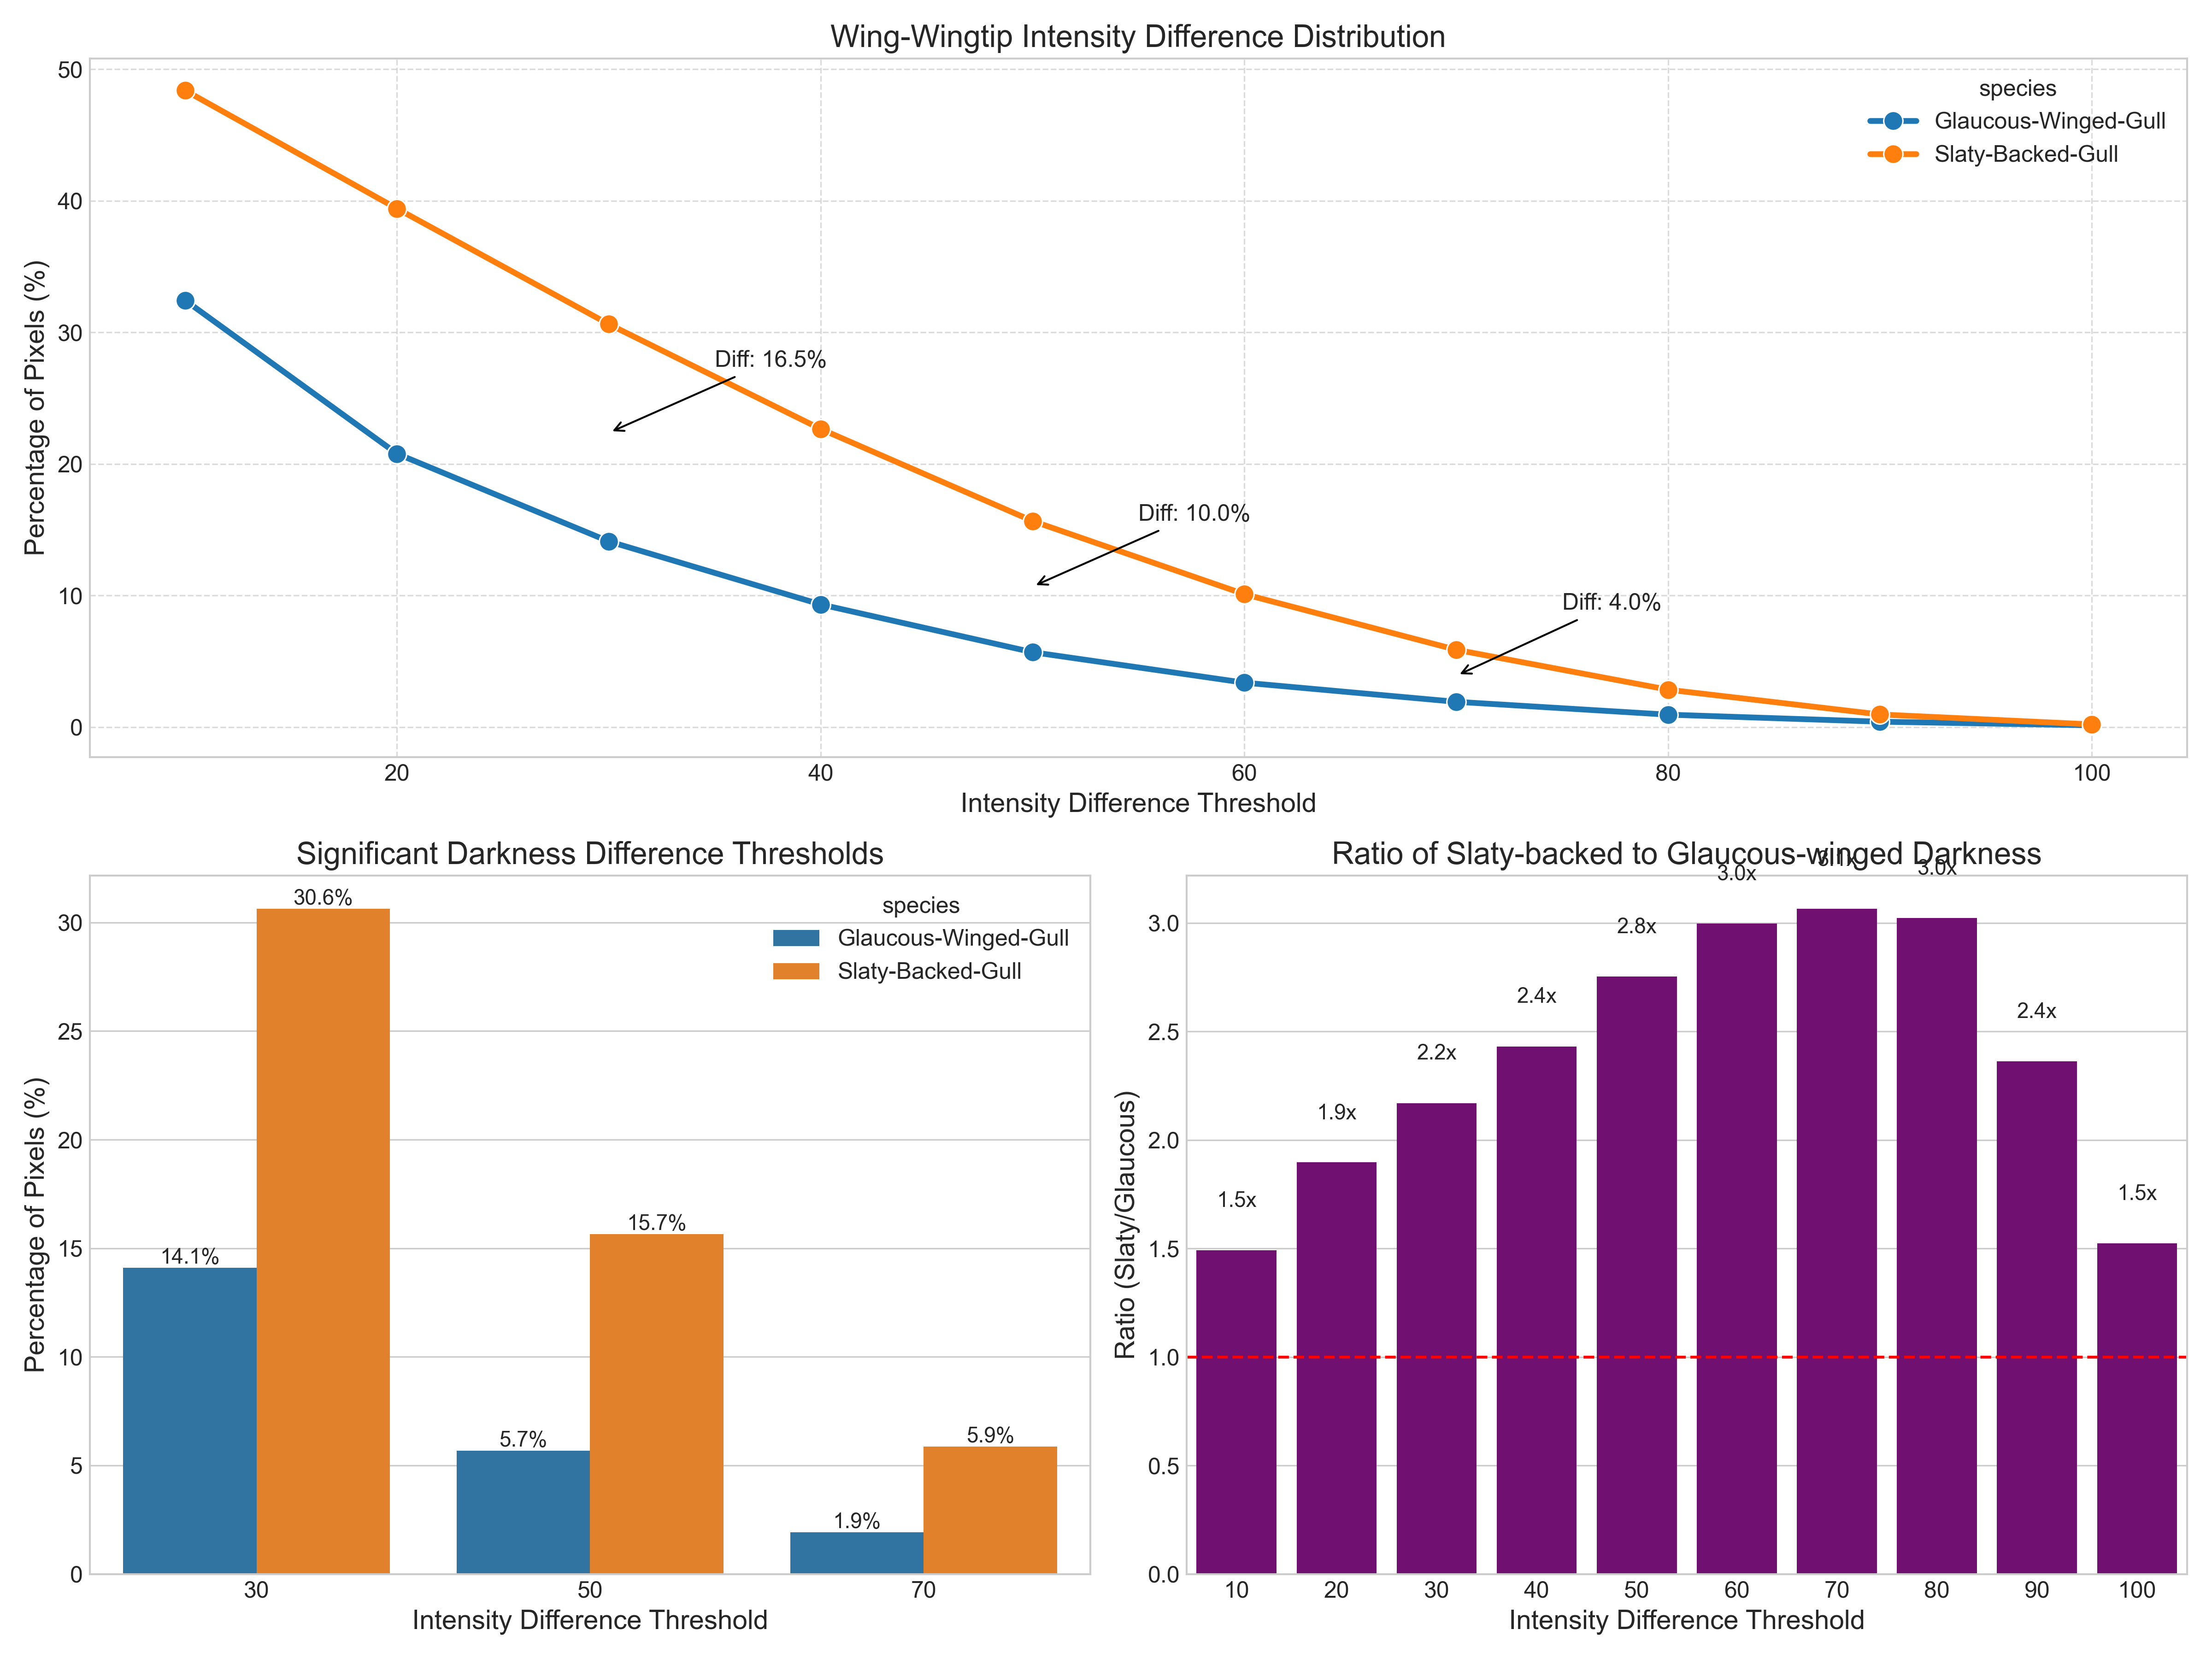 Wing-Wingtip Intensity Difference Distribution
Percentage of Pixels (%)
50
40
30
20
10
0
species
Glaucous-Winged-Gull
Slaty-Backed-Gull
Diff: 16.5%
Diff: 10.0%
Diff: 4.0%
20 40 60 80 100
Intensity Difference Threshold
Significant Darkness Difference Thresholds
Percentage of Pixels (%)
30
25
20
15
10
5
0
species
Glaucous-Winged-Gull
Slaty-Backed-Gull
30.6%
14.1%
15.7%
5.7%
5.9%
1.9%
30 50 70
Intensity Difference Threshold
Ratio of Slaty-backed to Glaucous-winged Darkness
Ratio (Slaty/Glaucous)
3.0
2.5
2.0
1.5
1.0
0.5
0.0
1.5x
1.9x
2.2x
2.4x
2.8x
3.0x
3.1x
3.0x
2.4x
1.5x
10 20 30 40 50 60 70 80 90 100
Intensity Difference Threshold